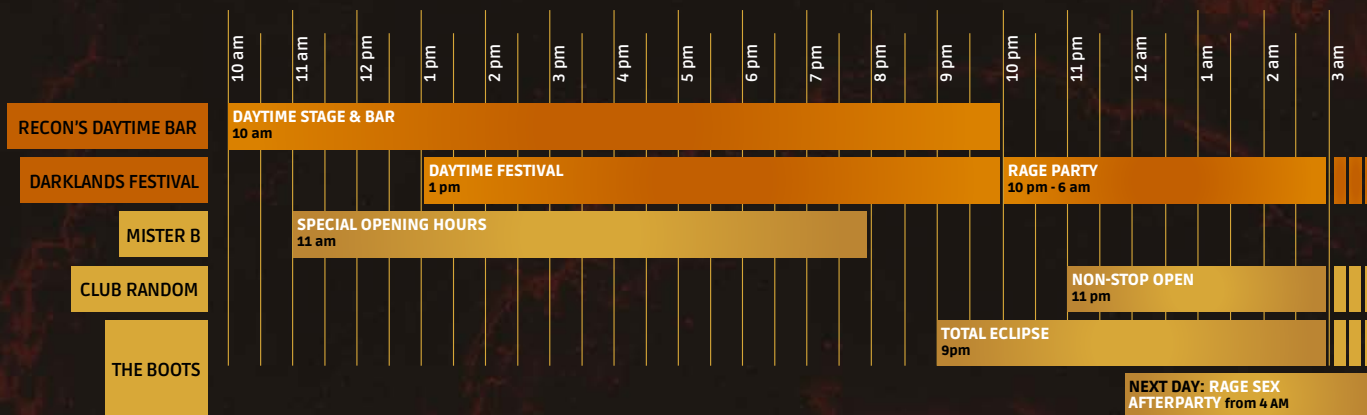 10 am
11 am
12 pm
1 pm
2 pm
3 pm
4 pm
5 pm
6 pm
7 pm
8 pm
9 pm
10 pm
11 pm
12 am
1 am
2 am
3 am
RECON'S DAYTIME BAR
DAYTIME STAGE & BAR
10 am
DARKLANDS FESTIVAL
DAYTIME FESTIVAL
1 pm
RAGE PARTY
10 pm - 6 am
MISTER B
SPECIAL OPENING HOURS
11 am
CLUB RANDOM
NON-STOP OPEN
11 pm
THE BOOTS
TOTAL ECLIPSE
9pm
NEXT DAY: RAGE SEX
AFTERPARTY from 4 AM